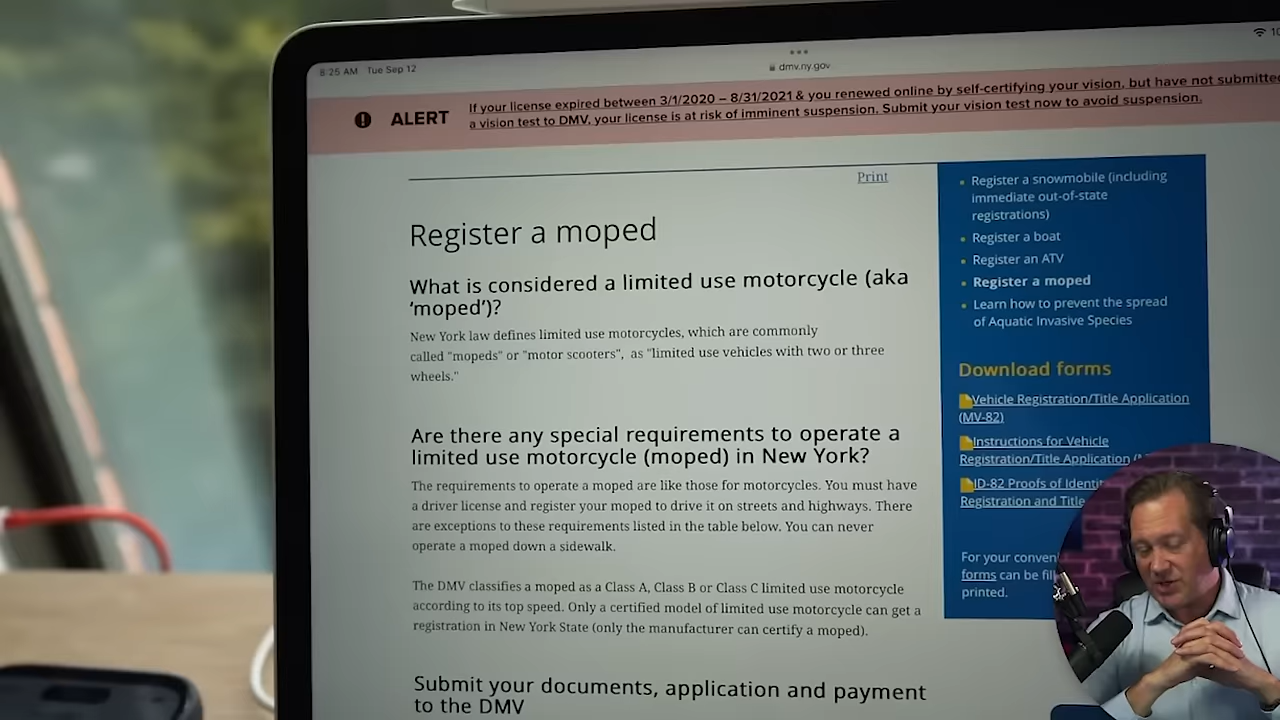 8:25 AM Tue Sep 12
dmv.ny.gov
ALERT
If your license expired between 3/1/2020 – 8/31/2021 & you renewed online by self-certifying your vision, but have not submitted
a vision test to DMV, your license is at risk of imminent suspension. Submit your vision test now to avoid suspension.
Print
Register a moped
What is considered a limited use motorcycle (aka
‘moped’)?
New York law defines limited use motorcycles, which are commonly
called "mopeds" or "motor scooters", as "limited use vehicles with two or three
wheels."
Are there any special requirements to operate a
limited use motorcycle (moped) in New York?
The requirements to operate a moped are like those for motorcycles. You must have
a driver license and register your moped to drive it on streets and highways. There
are exceptions to these requirements listed in the table below. You can never
operate a moped down a sidewalk.
The DMV classifies a moped as a Class A, Class B or Class C limited use motorcycle
according to its top speed. Only a certified model of limited use motorcycle can get a
registration in New York State (only the manufacturer can certify a moped).
Submit your documents, application and payment
to the DMV
Register a snowmobile (including
immediate out-of-state
registrations)
Register a boat
Register an ATV
Register a moped
Learn how to prevent the spread
of Aquatic Invasive Species
Download forms
Vehicle Registration/Title Application
(MV-82)
Instructions for Vehicle
Registration/Title Application
ID-82 Proofs of
Registration and Title
For your
forms can be
printed.